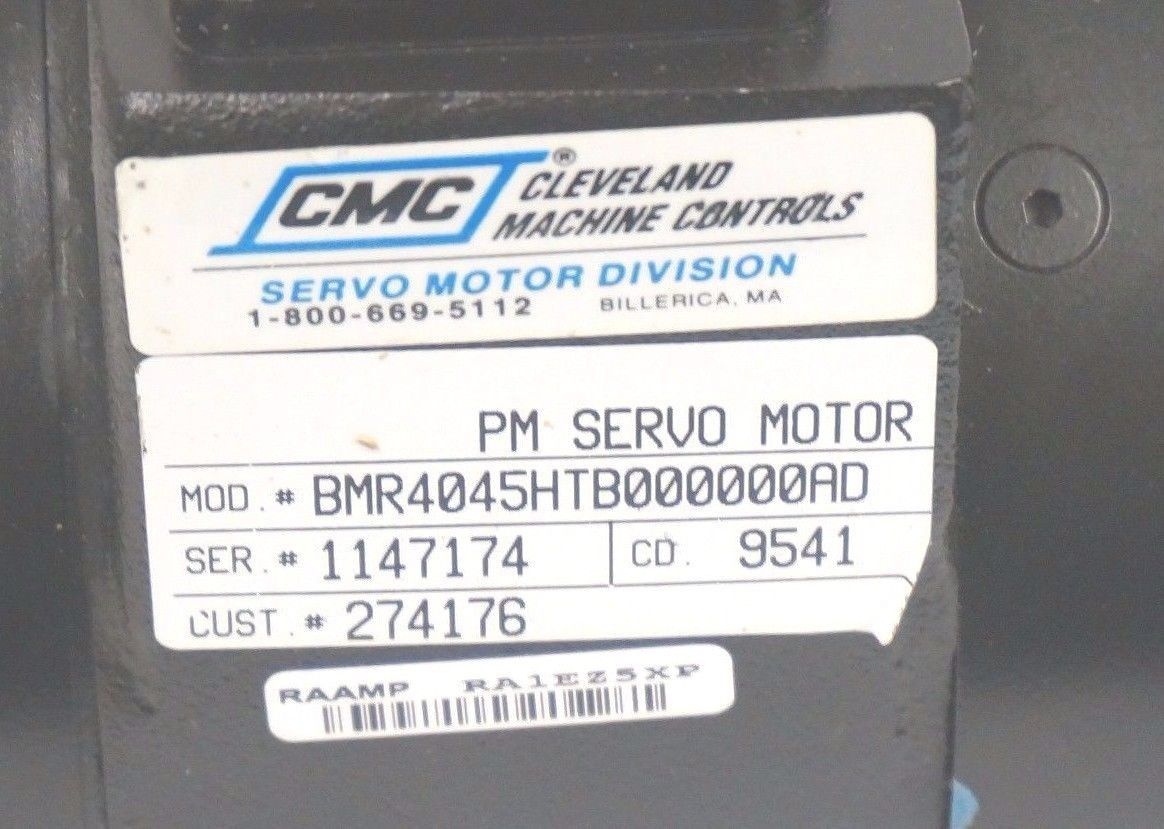 CMC® CLEVELAND
MACHINE CONTROLS
SERVO MOTOR DIVISION
1-800-669-5112 BILLERICA, MA
PM SERVO MOTOR
MOD.# BMR4045HTB000000AD
SER.# 1147174 CD. 9541
CUST.# 274176
RAAMP RA1EZ5XP